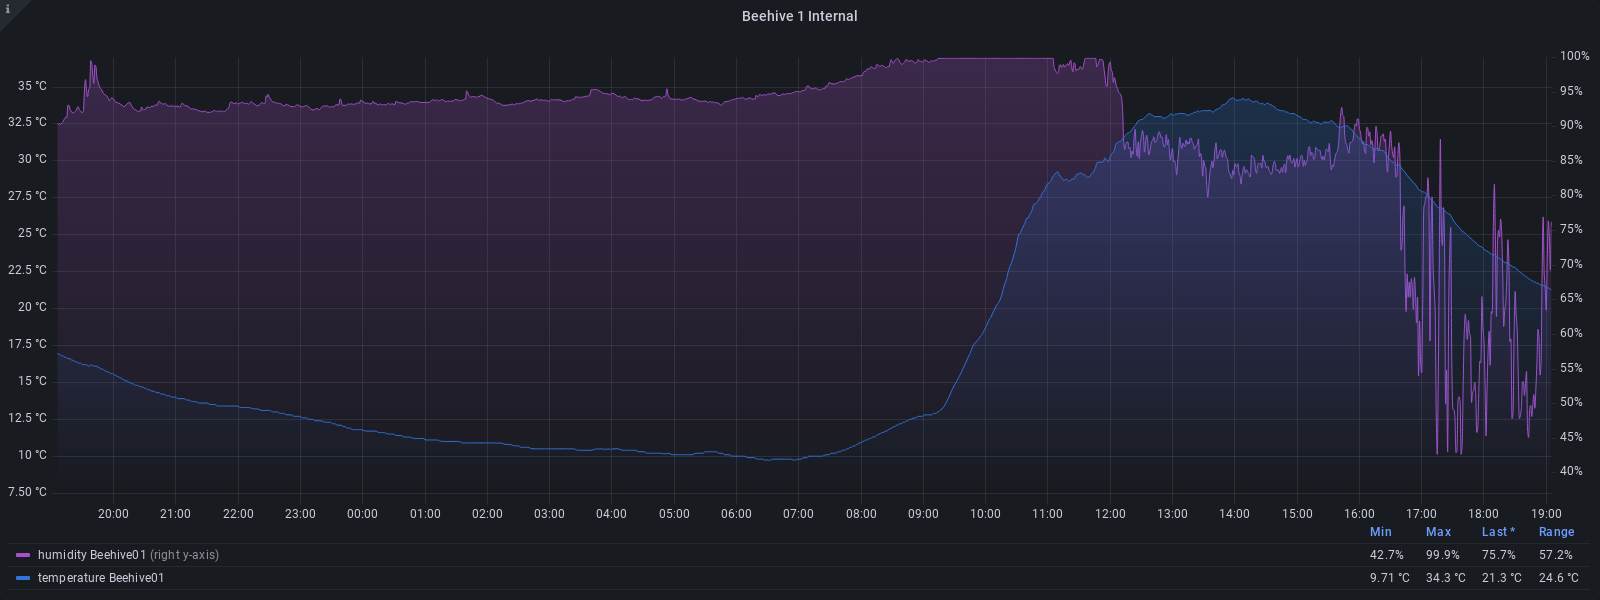 i
Beehive 1 Internal
100%
35 °C
95%
32.5 °C
90%
30 °C
85%
27.5 °C
80%
25 °C
75%
22.5 °C
70%
20 °C
65%
17.5 °C
60%
15 °C
55%
12.5 °C
50%
10 °C
45%
7.50 °C
40%
20:00 21:00 22:00 23:00 00:00 01:00 02:00 03:00 04:00 05:00 06:00 07:00 08:00 09:00 10:00 11:00 12:00 13:00 14:00 15:00 16:00 17:00 18:00 19:00
Min Max Last * Range
humidity Beehive01 (right y-axis) 42.7% 99.9% 75.7% 57.2%
temperature Beehive01 9.71 °C 34.3 °C 21.3 °C 24.6 °C